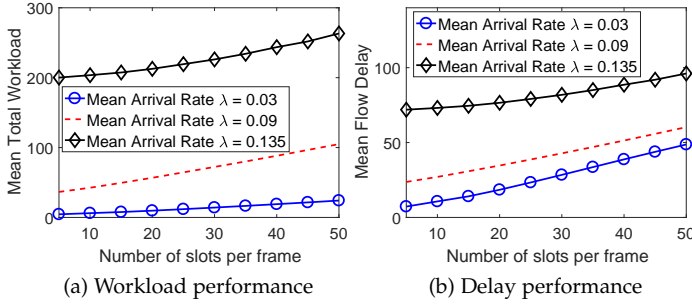 300
200
100
0
Mean Total Workload
Mean Arrival Rate λ = 0.03
Mean Arrival Rate λ = 0.09
Mean Arrival Rate λ = 0.135
10 20 30 40 50
Number of slots per frame
(a) Workload performance
100
50
0
Mean Flow Delay
Mean Arrival Rate λ = 0.03
Mean Arrival Rate λ = 0.09
Mean Arrival Rate λ = 0.135
10 20 30 40 50
Number of slots per frame
(b) Delay performance